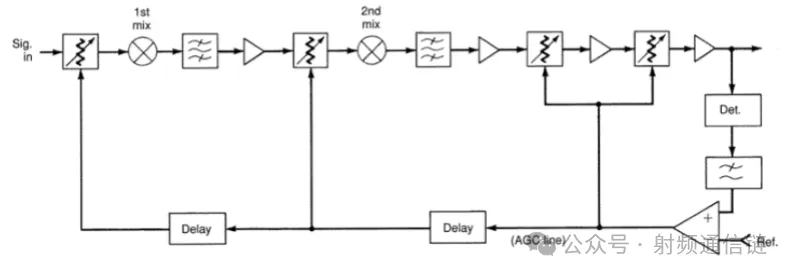 1st
mix
2nd
mix
Sig.
in
Det.
+
Delay
Delay
(AGC line)
公众号 · 射频通信链
Ref.